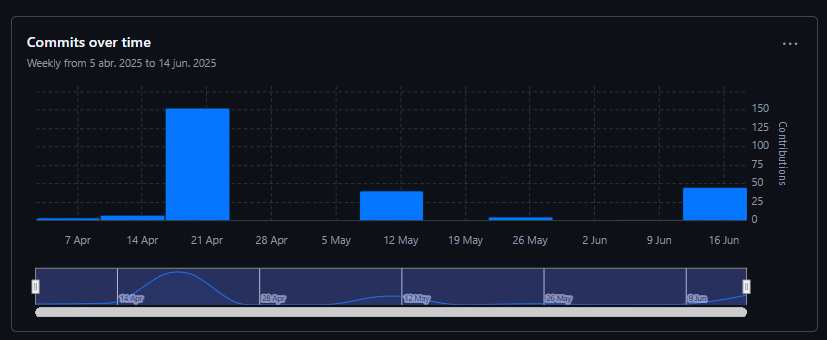 Commits over time
Weekly from 5 abr. 2025 to 14 jun. 2025
150
125
100
75
50
25
0
Contributions
7 Apr 14 Apr 21 Apr 28 Apr 5 May 12 May 19 May 26 May 2 Jun 9 Jun 16 Jun
14 Apr 28 Apr 12 May 26 May 9 Jun